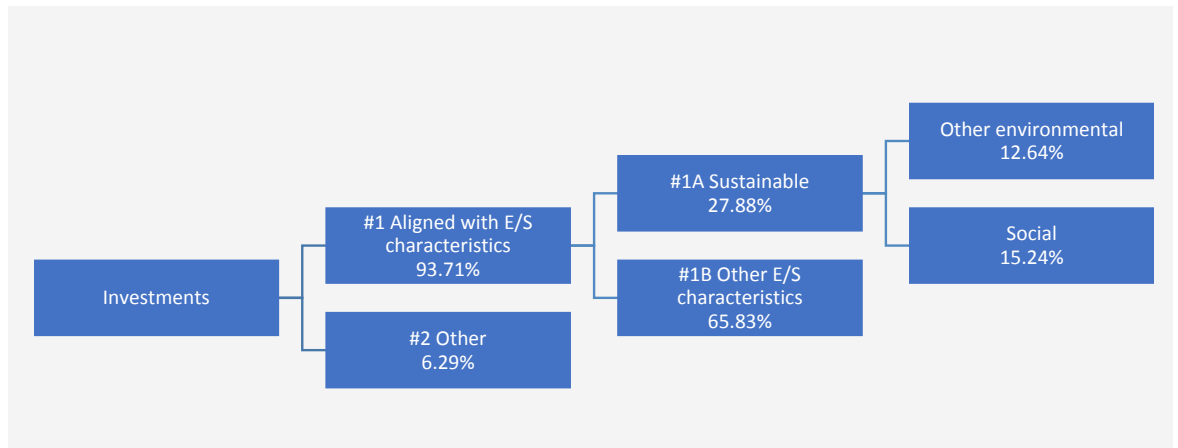 Investments
#1 Aligned with E/S
characteristics
93.71%
#2 Other
6.29%
#1A Sustainable
27.88%
#1B Other E/S
characteristics
65.83%
Other environmental
12.64%
Social
15.24%